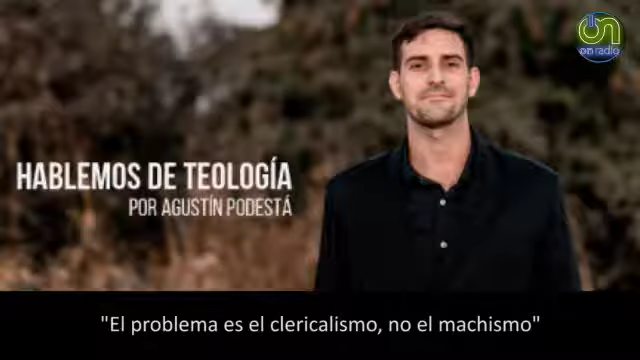 on radio
HABLEMOS DE TEOLOGÍA
POR AGUSTÍN PODESTÁ
"El problema es el clericalismo, no el machismo"